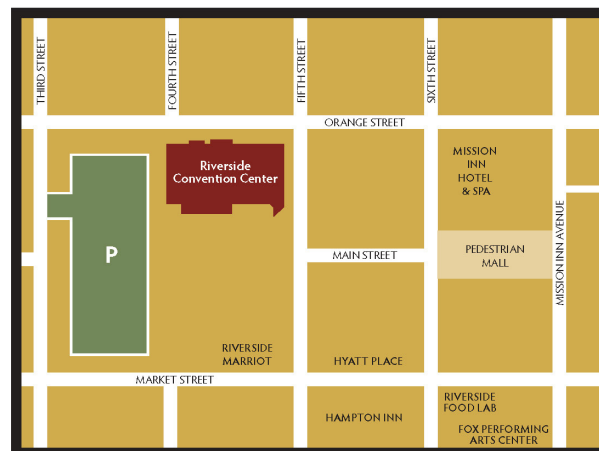 THIRD STREET
FOURTH STREET
FIFTH STREET
SIXTH STREET
ORANGE STREET
Riverside
Convention Center
MISSION
INN
HOTEL
& SPA
P
MAIN STREET
PEDESTRIAN
MALL
MISSION INN AVENUE
RIVERSIDE
MARRIOT
HYATT PLACE
MARKET STREET
HAMPTON INN
RIVERSIDE
FOOD LAB
FOX PERFORMING
ARTS CENTER